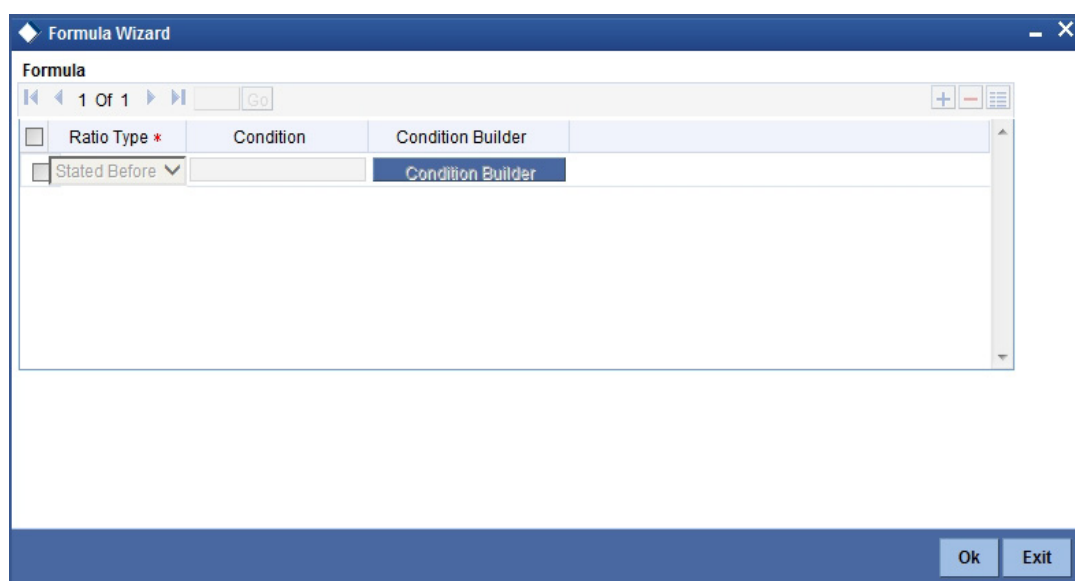 Formula Wizard
Formula
1 Of 1 Go
Ratio Type * Condition Condition Builder
Stated Before Condition Builder
Ok Exit